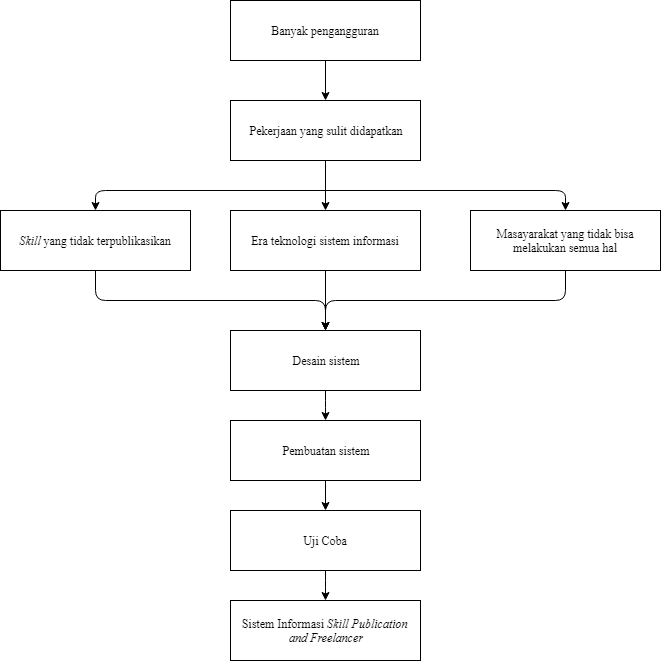 Banyak pengangguran
Pekerjaan yang sulit didapatkan
Skill yang tidak terpublikasikan
Era teknologi sistem informasi
Masayarakat yang tidak bisa
melakukan semua hal
Desain sistem
Pembuatan sistem
Uji Coba
Sistem Informasi Skill Publication
and Freelancer